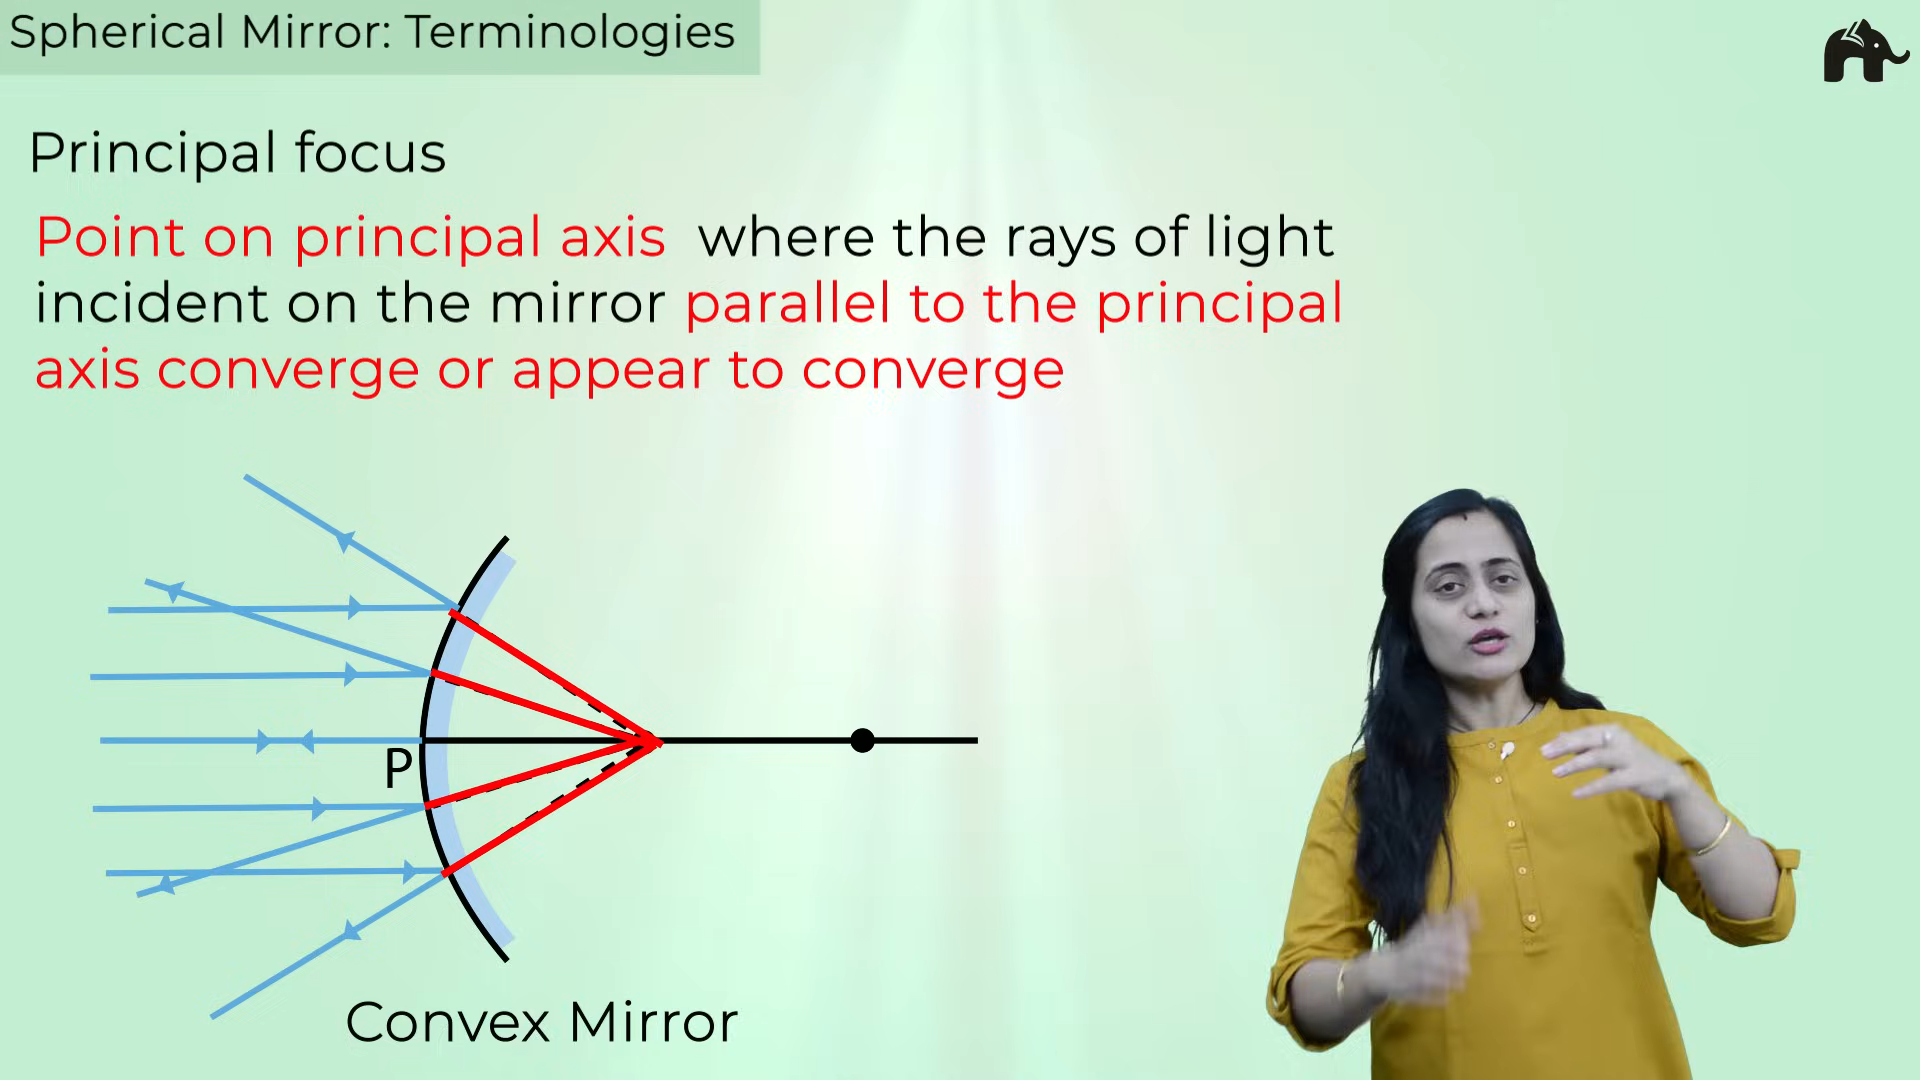 Spherical Mirror: Terminologies
Principal focus
Point on principal axis where the rays of light
incident on the mirror parallel to the principal
axis converge or appear to converge
P
Convex Mirror